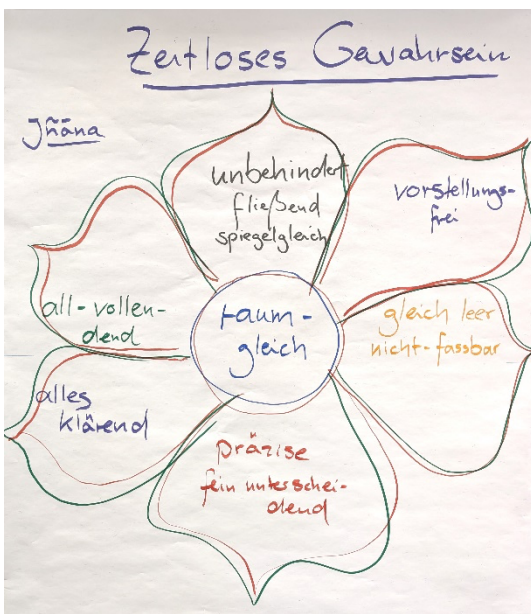 Zeitloses Gewahrsein
Jñāna
unbehindert
fließend
spiegelgleich
vorstellungs-
frei
all-vollen-
dend
raum-
gleich
gleich leer
nicht-fassbar
alles
klärend
präzise
fein unterschei-
dend